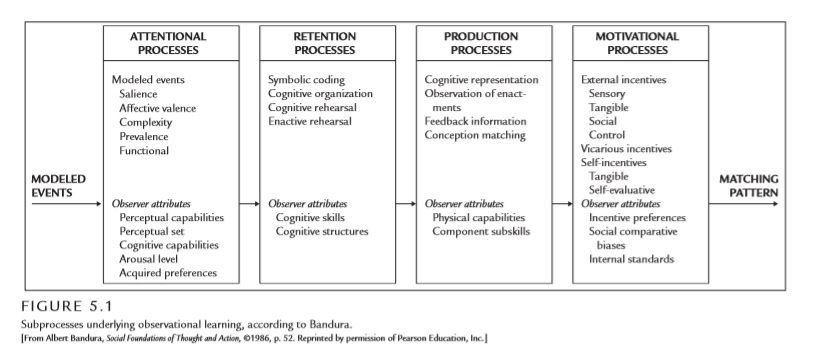 MODELED
EVENTS
ATTENTIONAL
PROCESSES
Modeled events
Salience
Affective valence
Complexity
Prevalence
Functional
Observer attributes
Perceptual capabilities
Perceptual set
Cognitive capabilities
Arousal level
Acquired preferences
RETENTION
PROCESSES
Symbolic coding
Cognitive organization
Cognitive rehearsal
Enactive rehearsal
Observer attributes
Cognitive skills
Cognitive structures
PRODUCTION
PROCESSES
Cognitive representation
Observation of enact-
ments
Feedback information
Conception matching
Observer attributes
Physical capabilities
Component subskills
MOTIVATIONAL
PROCESSES
External incentives
Sensory
Tangible
Social
Control
Vicarious incentives
Self-incentives
Tangible
Self-evaluative
Observer attributes
Incentive preferences
Social comparative
biases
Internal standards
MATCHING
PATTERN
FIGURE 5.1
Subprocesses underlying observational learning, according to Bandura.
[From Albert Bandura, Social Foundations of Thought and Action, ©1986, p. 52. Reprinted by permission of Pearson Education, Inc.]